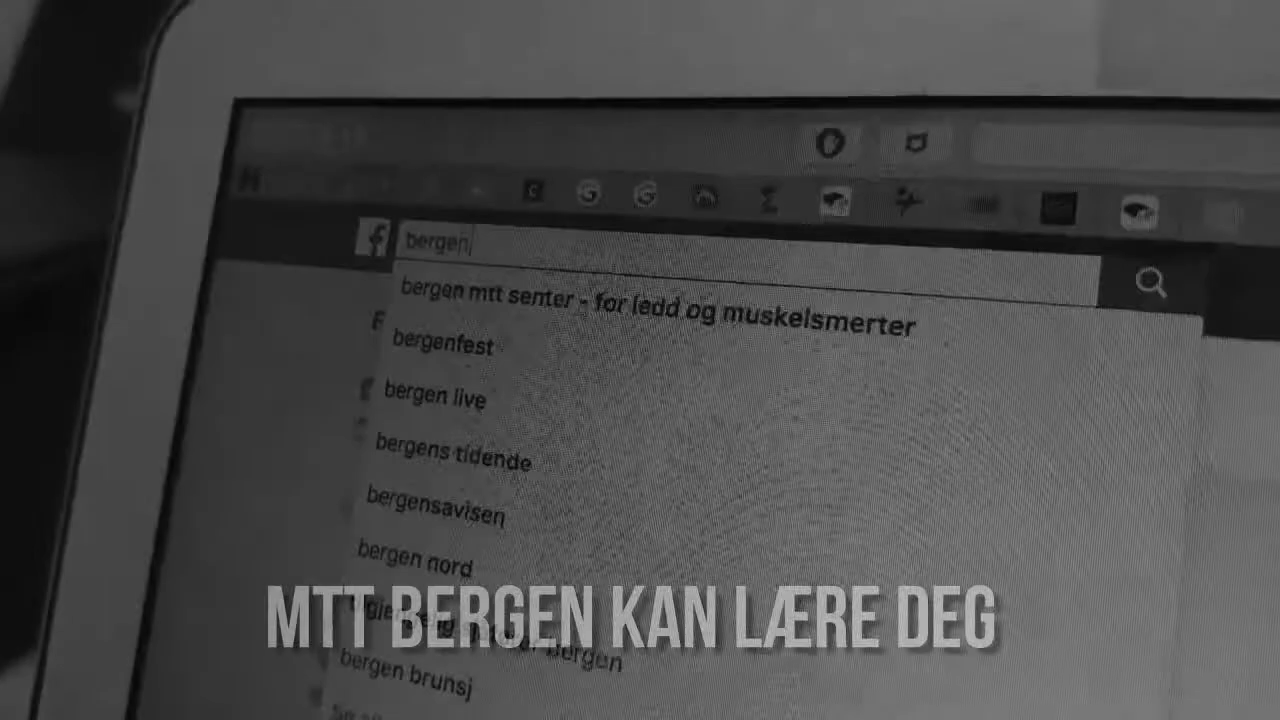 bergen
bergen mtt senter - for ledd og muskelsmerter
bergenfest
bergen live
bergens tidende
bergensavisen
bergen nord
bergen
MTT BERGEN KAN LÆRE DEG
bergen brunsj